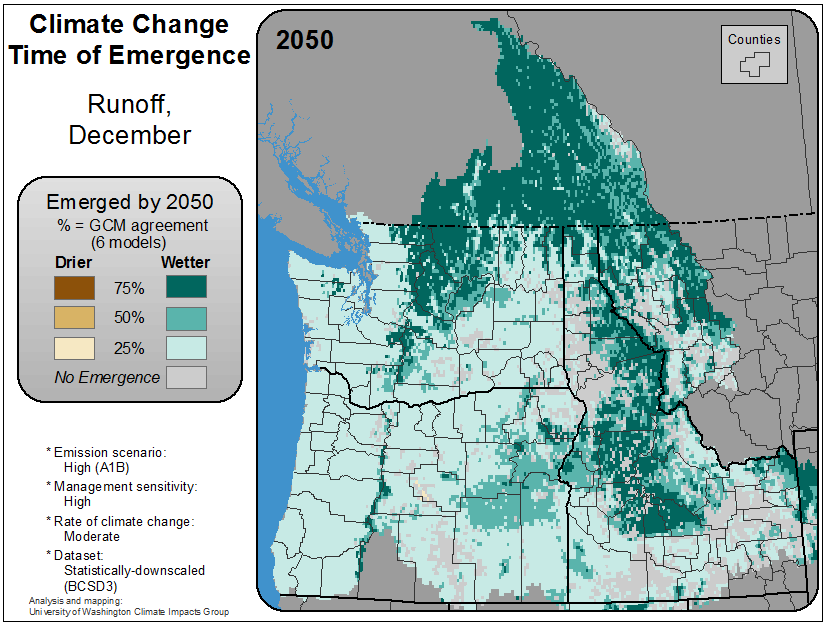 Climate Change
Time of Emergence
Runoff,
December
Emerged by 2050
% = GCM agreement
(6 models)
Drier Wetter
75%
50%
25%
No Emergence
* Emission scenario:
High (A1B)
* Management sensitivity:
High
* Rate of climate change:
Moderate
* Dataset:
Statistically-downscaled
(BCSD3)
Analysis and mapping:
University of Washington Climate Impacts Group
2050
Counties